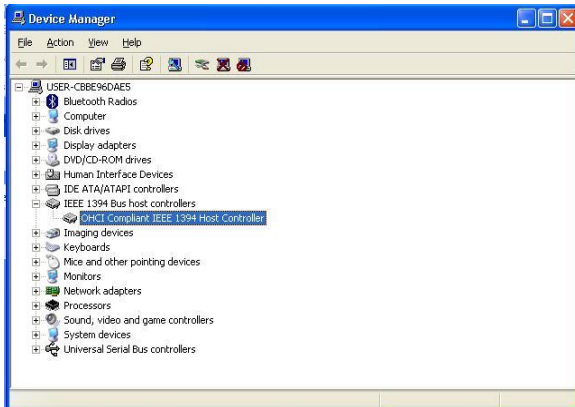 Device Manager
File Action View Help
USER-CBBE96DAE5
Bluetooth Radios
Computer
Disk drives
Display adapters
DVD/CD-ROM drives
Human Interface Devices
IDE ATA/ATAPI controllers
IEEE 1394 Bus host controllers
OHCI Compliant IEEE 1394 Host Controller
Imaging devices
Keyboards
Mice and other pointing devices
Monitors
Network adapters
Processors
Sound, video and game controllers
System devices
Universal Serial Bus controllers